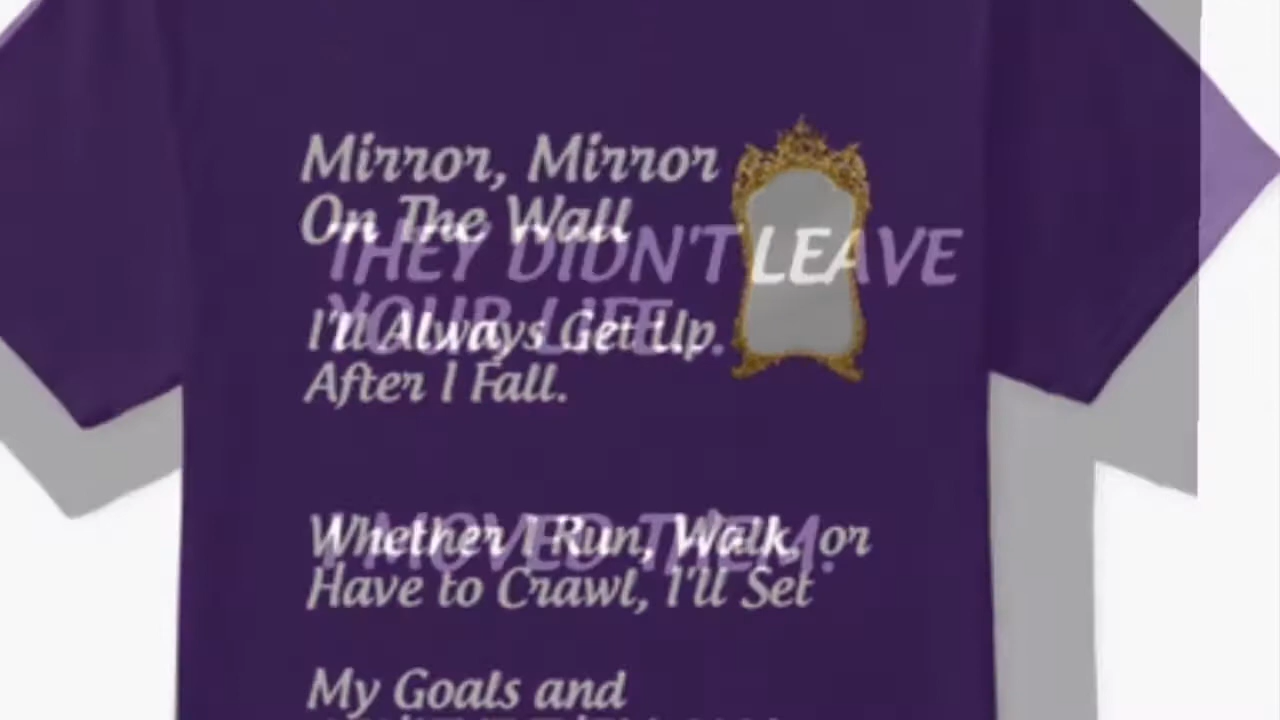 Mirror, Mirror
On The Wall
THEY DIDN'T LEAVE
YOUR LIFE...
I'll Always Get Up
After I Fall.
I MOVED THEM.
Whether I Run, Walk, or
Have to Crawl, I'll Set
My Goals and